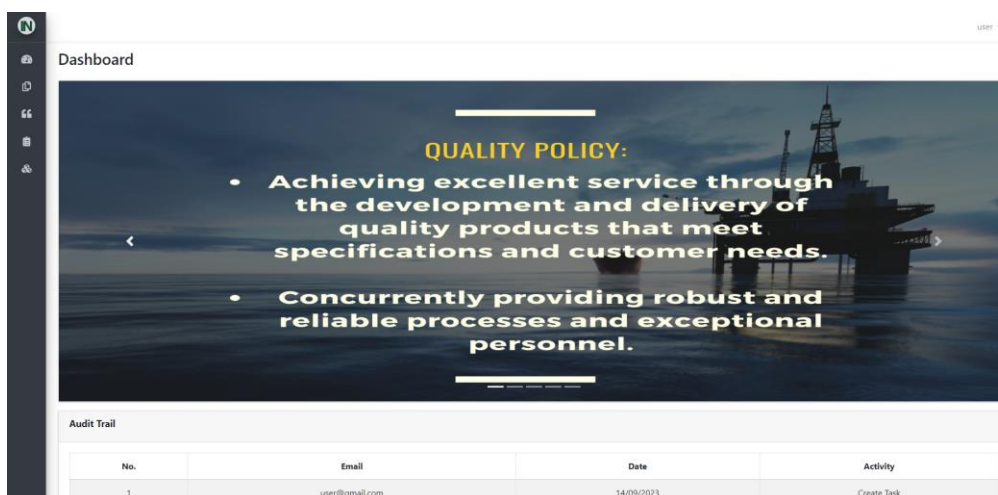 IN
user
Dashboard
QUALITY POLICY:
• Achieving excellent service through
the development and delivery of
quality products that meet
specifications and customer needs.
• Concurrently providing robust and
reliable processes and exceptional
personnel.
Audit Trail
No. Email Date Activity
1 user@gmail.com 14/09/2023 Create Task